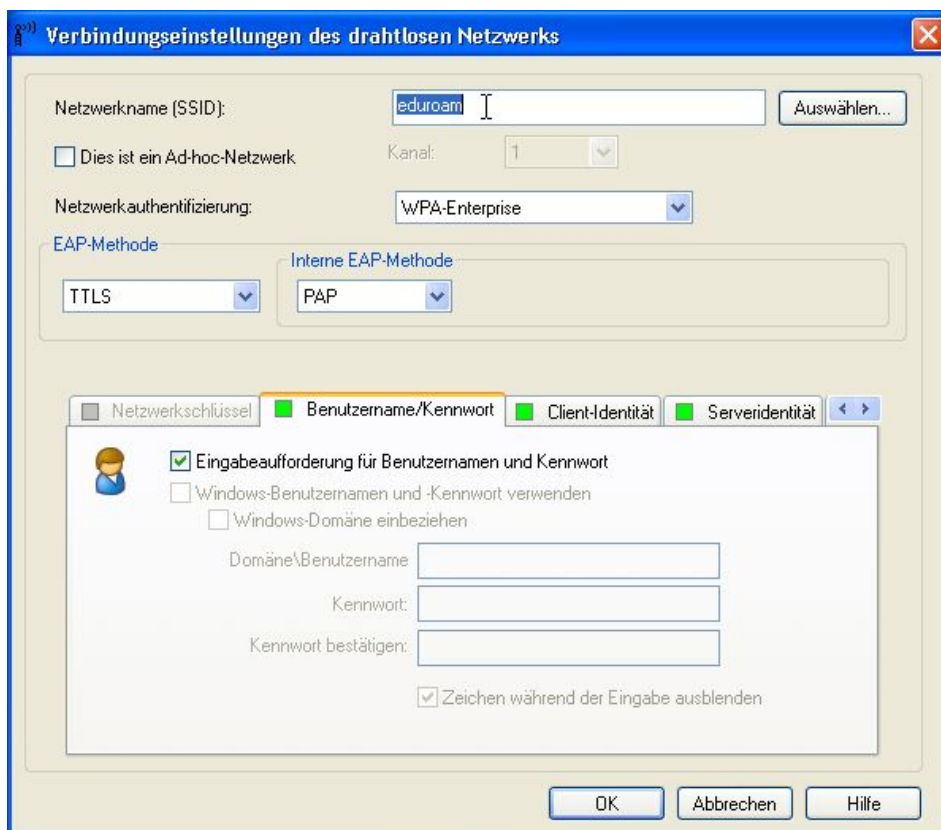 Verbindungseinstellungen des drahtlosen Netzwerks
Netzwerkname (SSID): eduroam Auswählen...
Dies ist ein Ad-hoc-Netzwerk Kanal: 1
Netzwerkauthentifizierung: WPA-Enterprise
EAP-Methode
Interne EAP-Methode
TTLS PAP
Netzwerkschlüssel Benutzername/Kennwort Client-Identität Serveridentität
Eingabeaufforderung für Benutzernamen und Kennwort
Windows-Benutzernamen und -Kennwort verwenden
Windows-Domäne einbeziehen
Domäne\Benutzername
Kennwort:
Kennwort bestätigen:
Zeichen während der Eingabe ausblenden
OK Abbrechen Hilfe